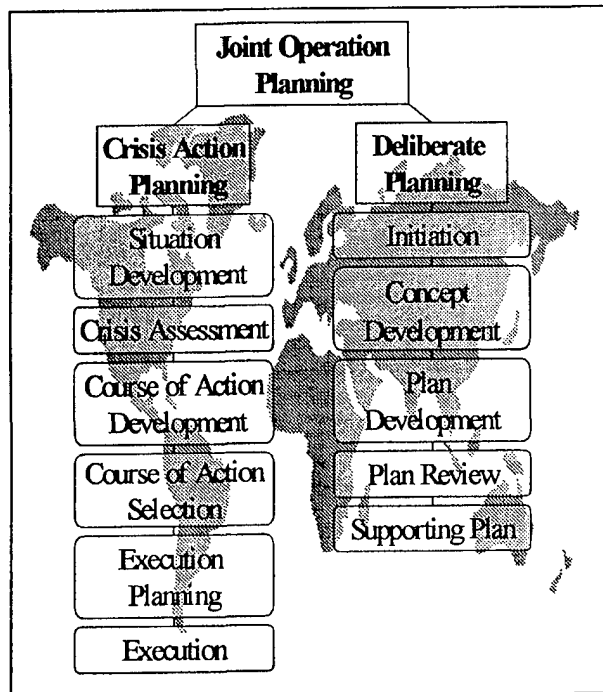 Joint Operation
Planning
Crisis Action
Planning
Situation
Development
Crisis Assessment
Course of Action
Development
Course of Action
Selection
Execution
Planning
Execution
Deliberate
Planning
Initiation
Concept
Development
Plan
Development
Plan Review
Supporting Plan